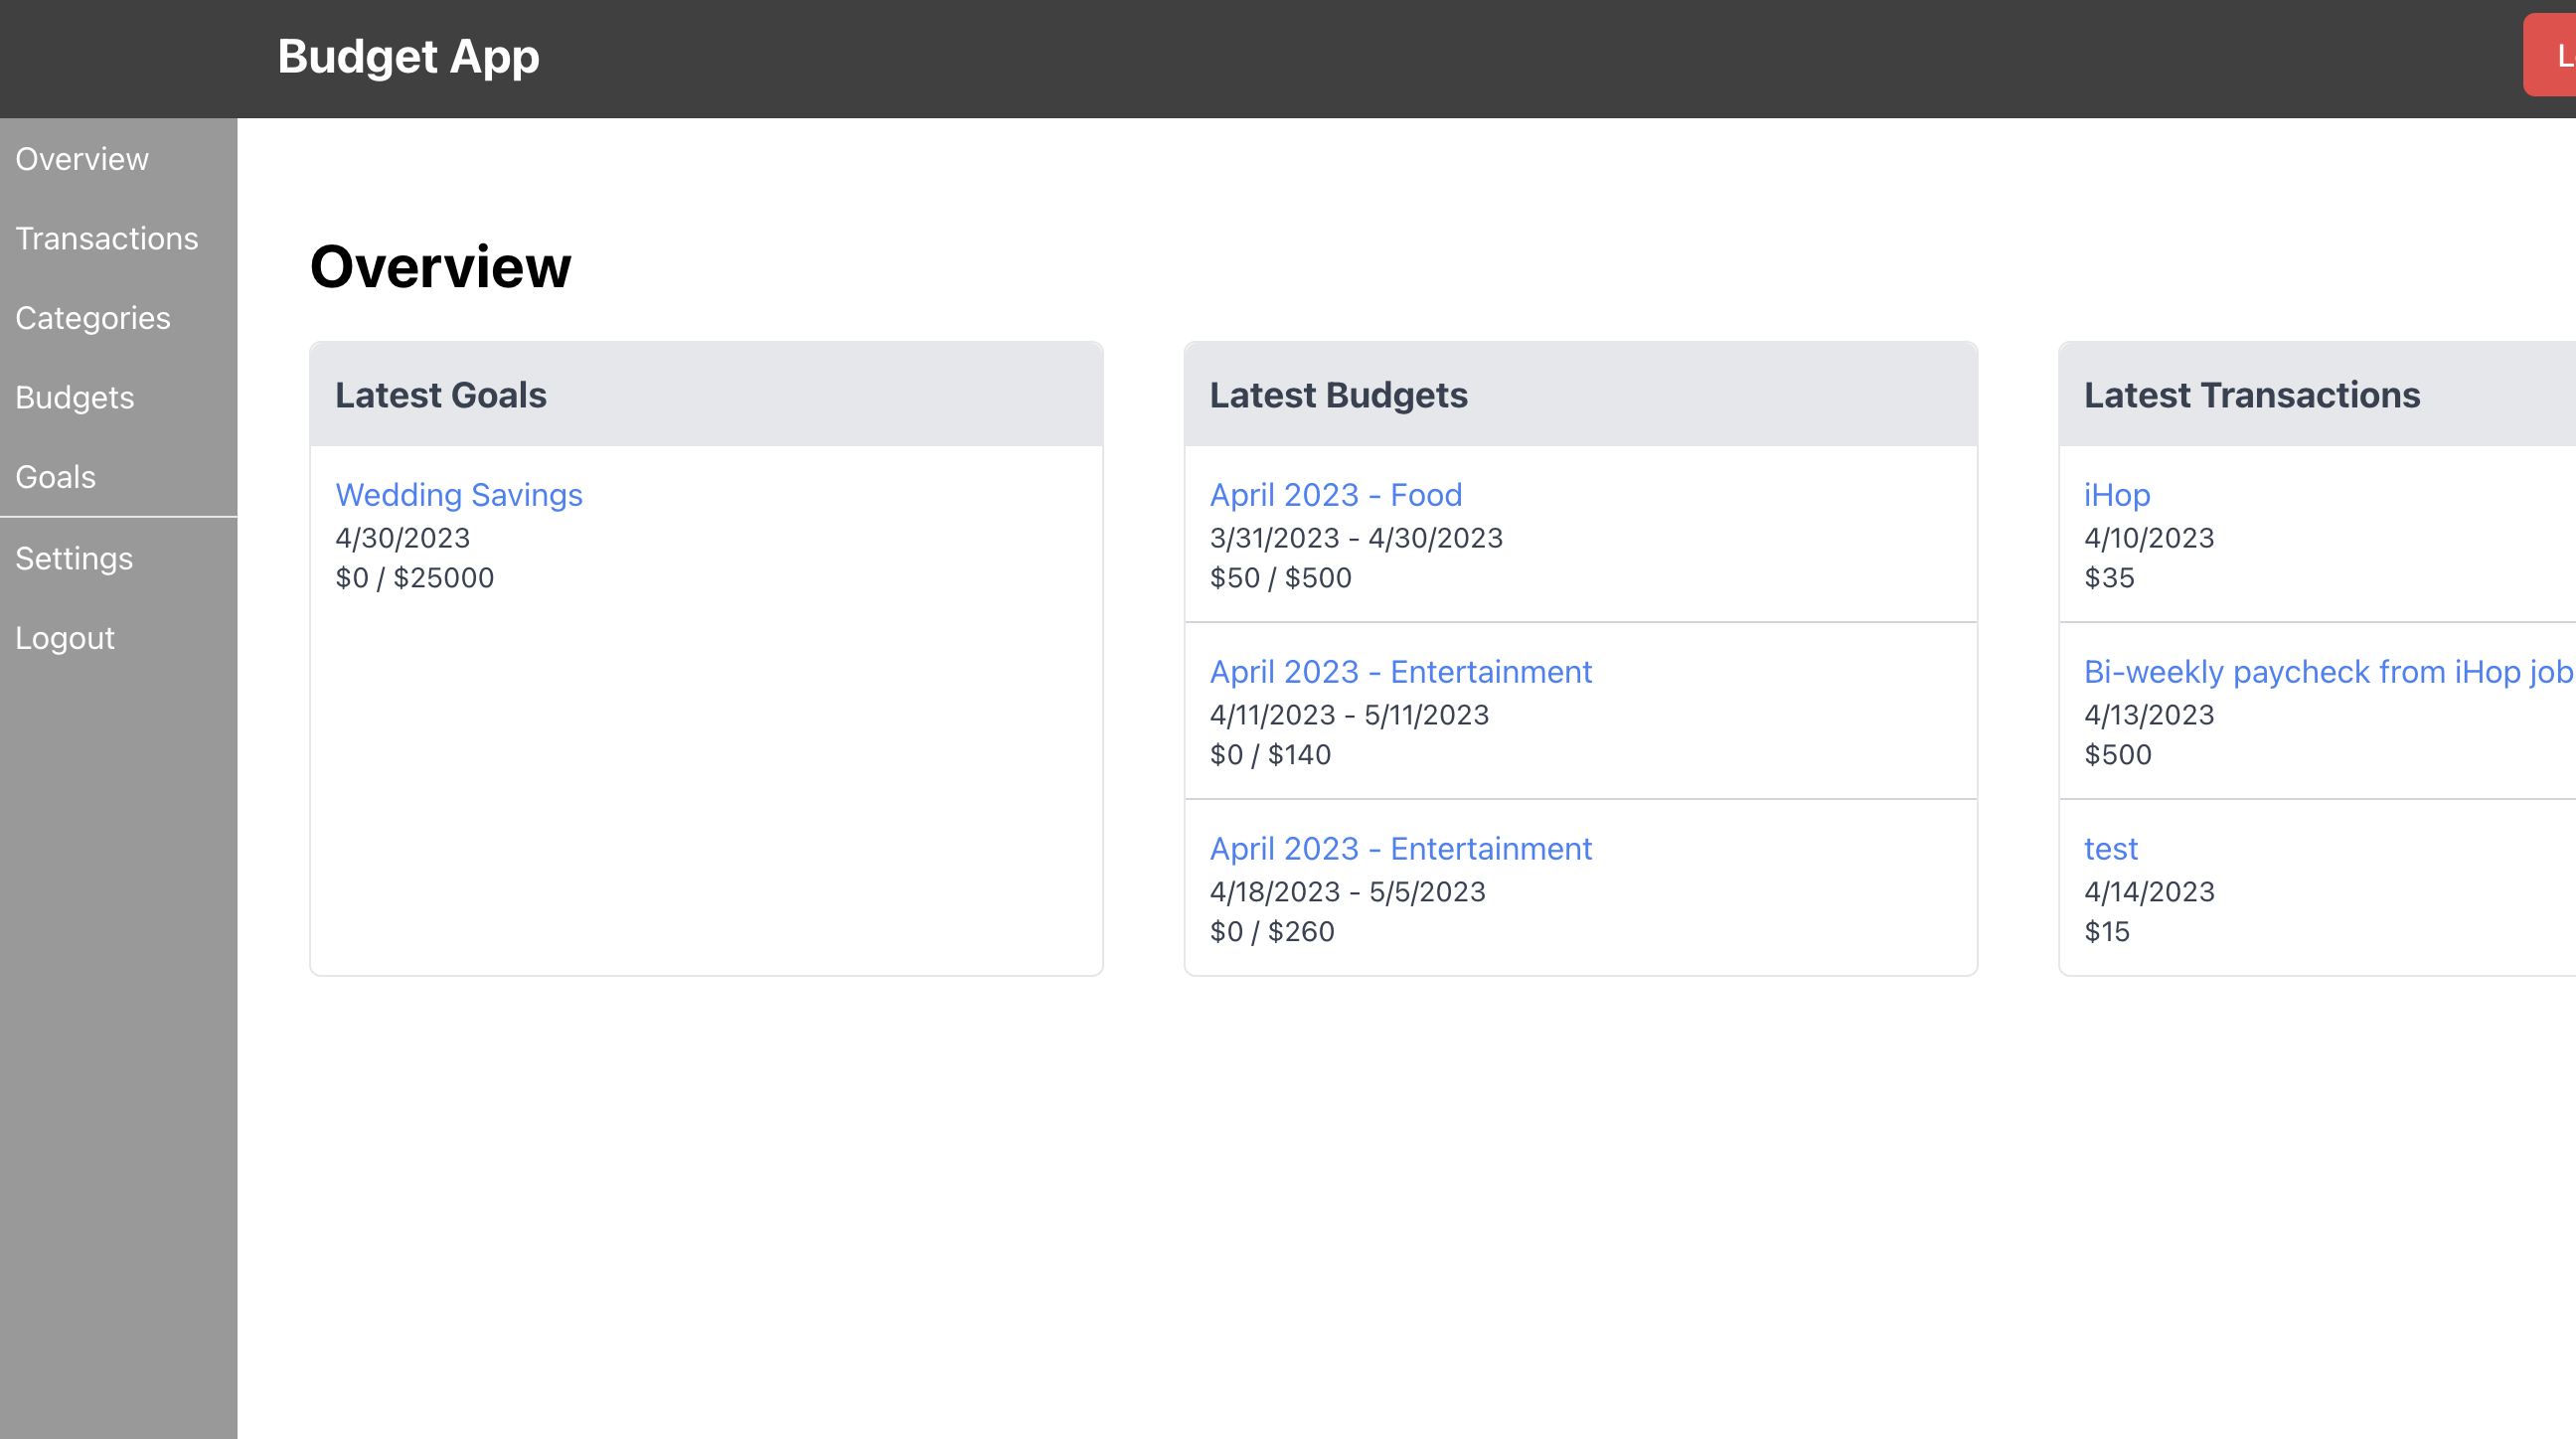 Budget App
Overview
Transactions
Categories
Budgets
Goals
Settings
Logout
Overview
Latest Goals
Wedding Savings
4/30/2023
$0 / $25000
Latest Budgets
April 2023 - Food
3/31/2023 - 4/30/2023
$50 / $500
April 2023 - Entertainment
4/11/2023 - 5/11/2023
$0 / $140
April 2023 - Entertainment
4/18/2023 - 5/5/2023
$0 / $260
Latest Transactions
iHop
4/10/2023
$35
Bi-weekly paycheck from iHop job
4/13/2023
$500
test
4/14/2023
$15